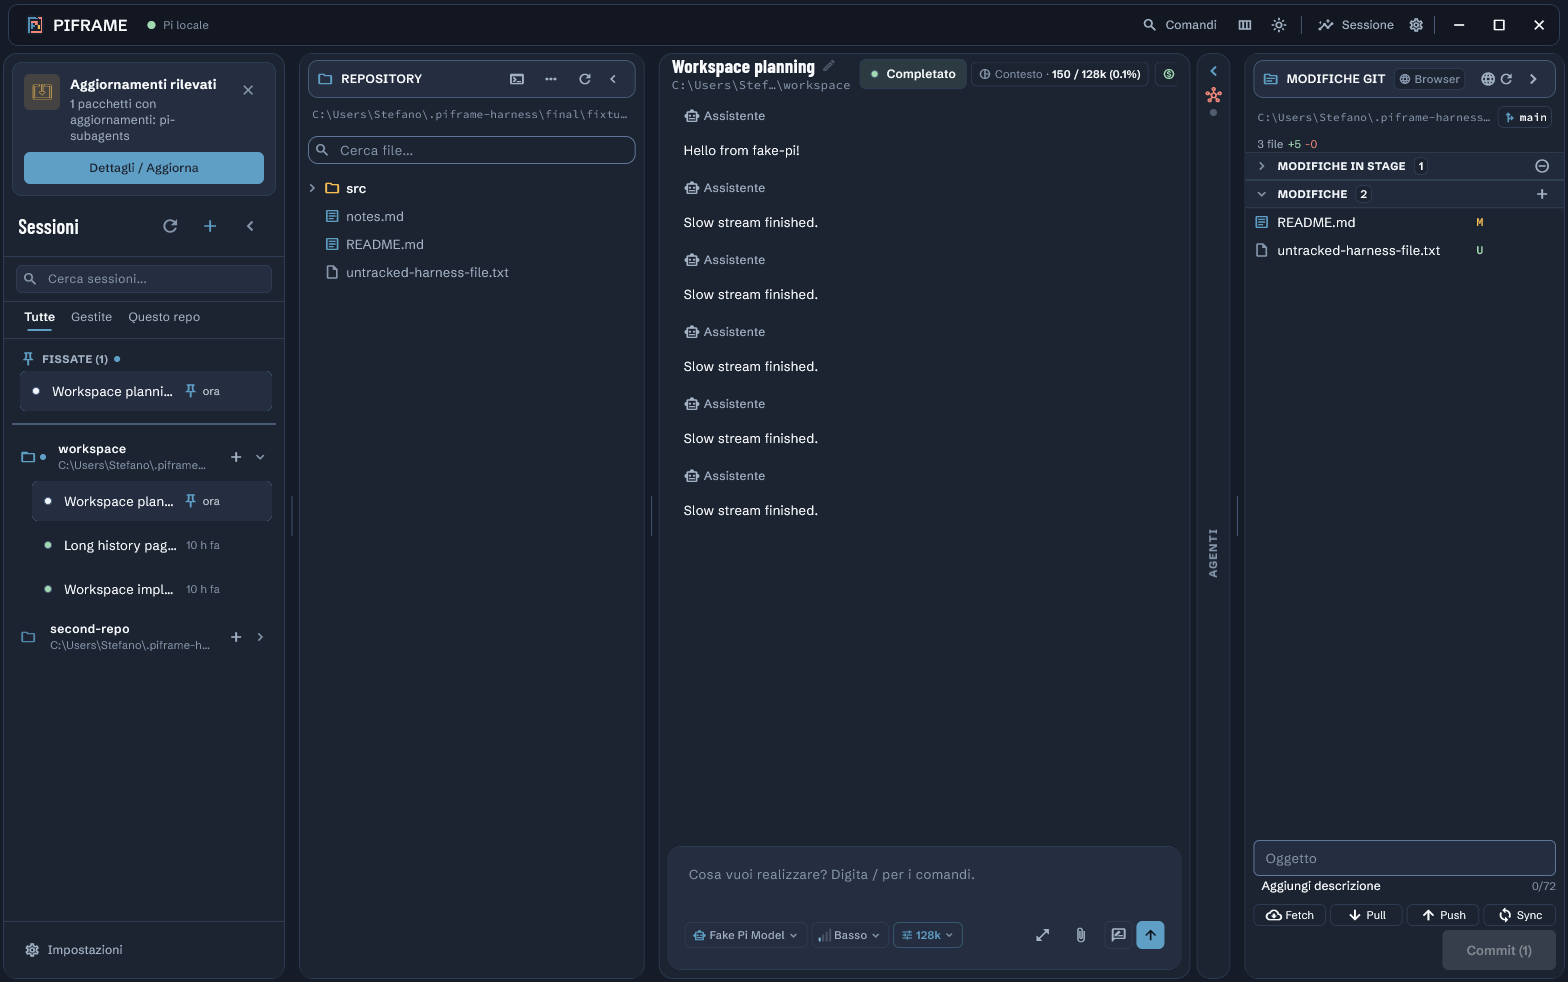 PIFRAME
Pi locale
Comandi
Sessione
Aggiornamenti rilevati
1 pacchetti con
aggiornamenti: pi-
subagents
Dettagli / Aggiorna
Sessioni
Cerca sessioni...
Tutte
Gestite
Questo repo
FISSATE (1)
Workspace planni...
ora
workspace
C:\Users\Stefano\.piframe...
Workspace plan...
ora
Long history pag...
10 h fa
Workspace impl...
10 h fa
second-repo
C:\Users\Stefano\.piframe-h...
Impostazioni
REPOSITORY
C:\Users\Stefano\.piframe-harness\final\fixtu...
Cerca file...
src
notes.md
README.md
untracked-harness-file.txt
Workspace planning
C:\Users\Stef…\workspace
Completato
Contesto · 150 / 128k (0.1%)
Assistente
Hello from fake-pi!
Assistente
Slow stream finished.
Assistente
Slow stream finished.
Assistente
Slow stream finished.
Assistente
Slow stream finished.
Assistente
Slow stream finished.
Cosa vuoi realizzare? Digita / per i comandi.
Fake Pi Model
Basso
128k
AGENTI
MODIFICHE GIT
Browser
C:\Users\Stefano\.piframe-harness...
main
3 file +5 -0
MODIFICHE IN STAGE 1
MODIFICHE 2
README.md
M
untracked-harness-file.txt
U
Oggetto
Aggiungi descrizione
0/72
Fetch
Pull
Push
Sync
Commit (1)